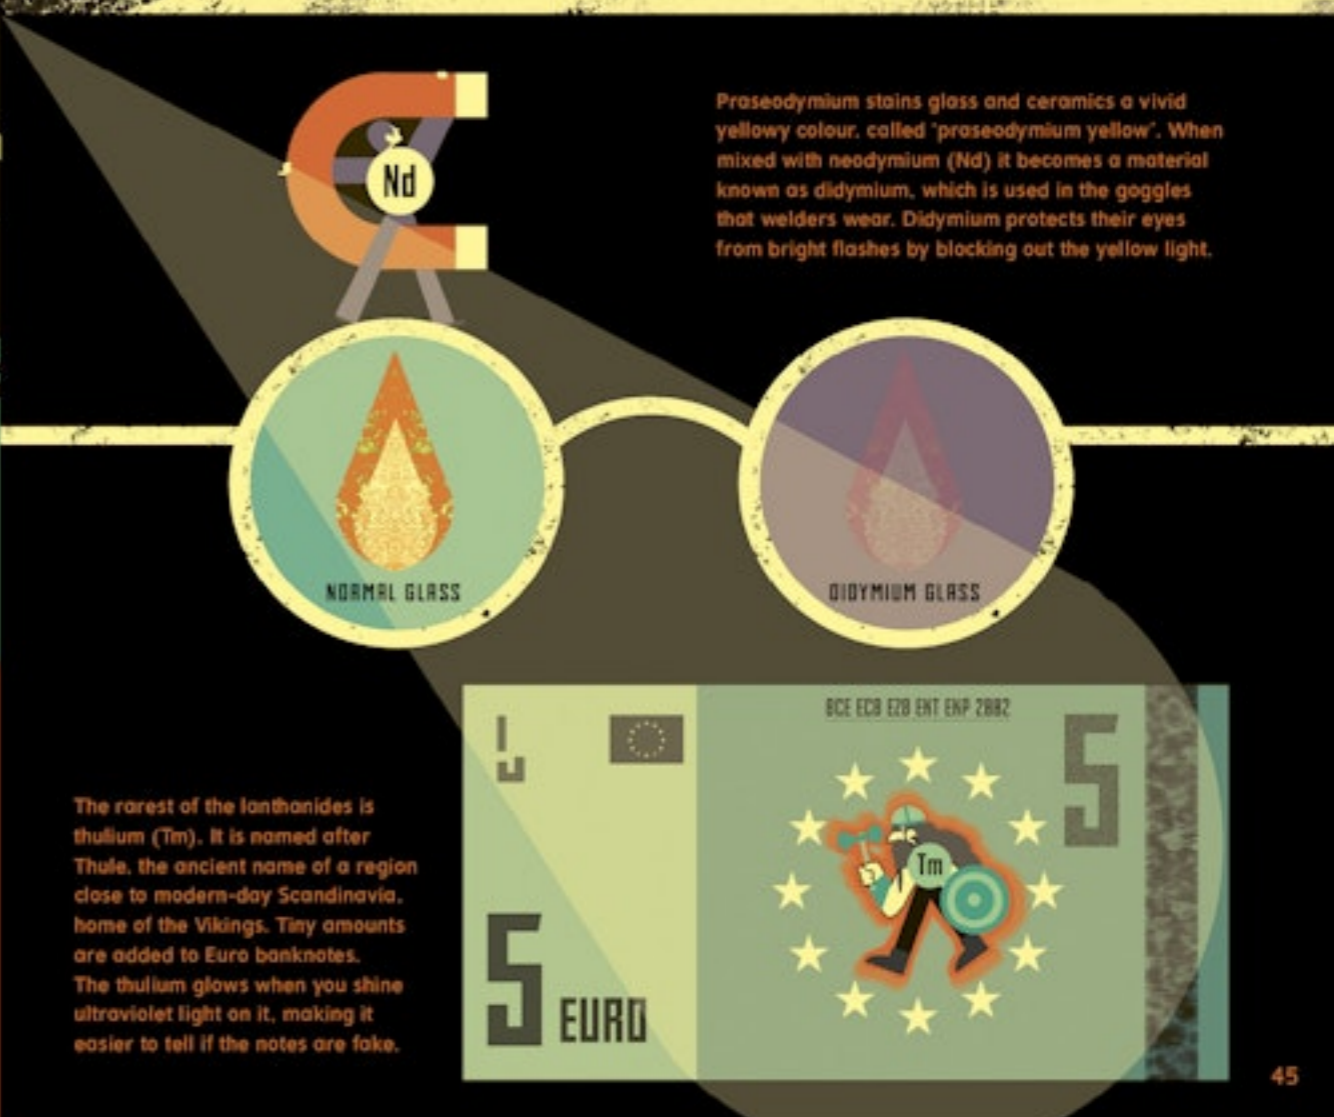 Nd
Praseodymium stains glass and ceramics a vivid
yellowy colour, called "praseodymium yellow". When
mixed with neodymium (Nd) it becomes a material
known as didymium, which is used in the goggles
that welders wear. Didymium protects their eyes
from bright flashes by blocking out the yellow light.
NORMAL GLASS
DIDYMIUM GLASS
BCE ECB EZB EKT EKP 2002
5
5
Tm
The rarest of the lanthanides is
thulium (Tm). It is named after
Thule, the ancient name of a region
close to modern-day Scandinavia,
home of the Vikings. Tiny amounts
are added to Euro banknotes.
The thulium glows when you shine
ultraviolet light on it, making it
easier to tell if the notes are fake.
5 EURO
45